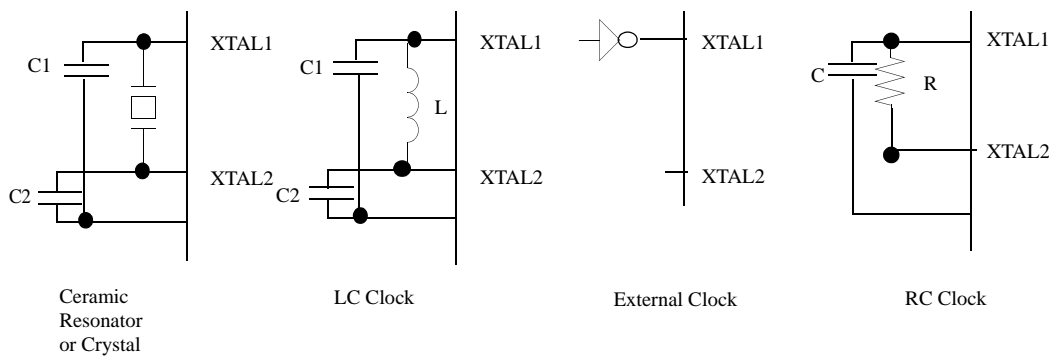 XTAL1
C1
XTAL2
C2
Ceramic
Resonator
or Crystal
XTAL1
C1
L
XTAL2
C2
LC Clock
XTAL1
XTAL2
External Clock
XTAL1
C
R
XTAL2
RC Clock